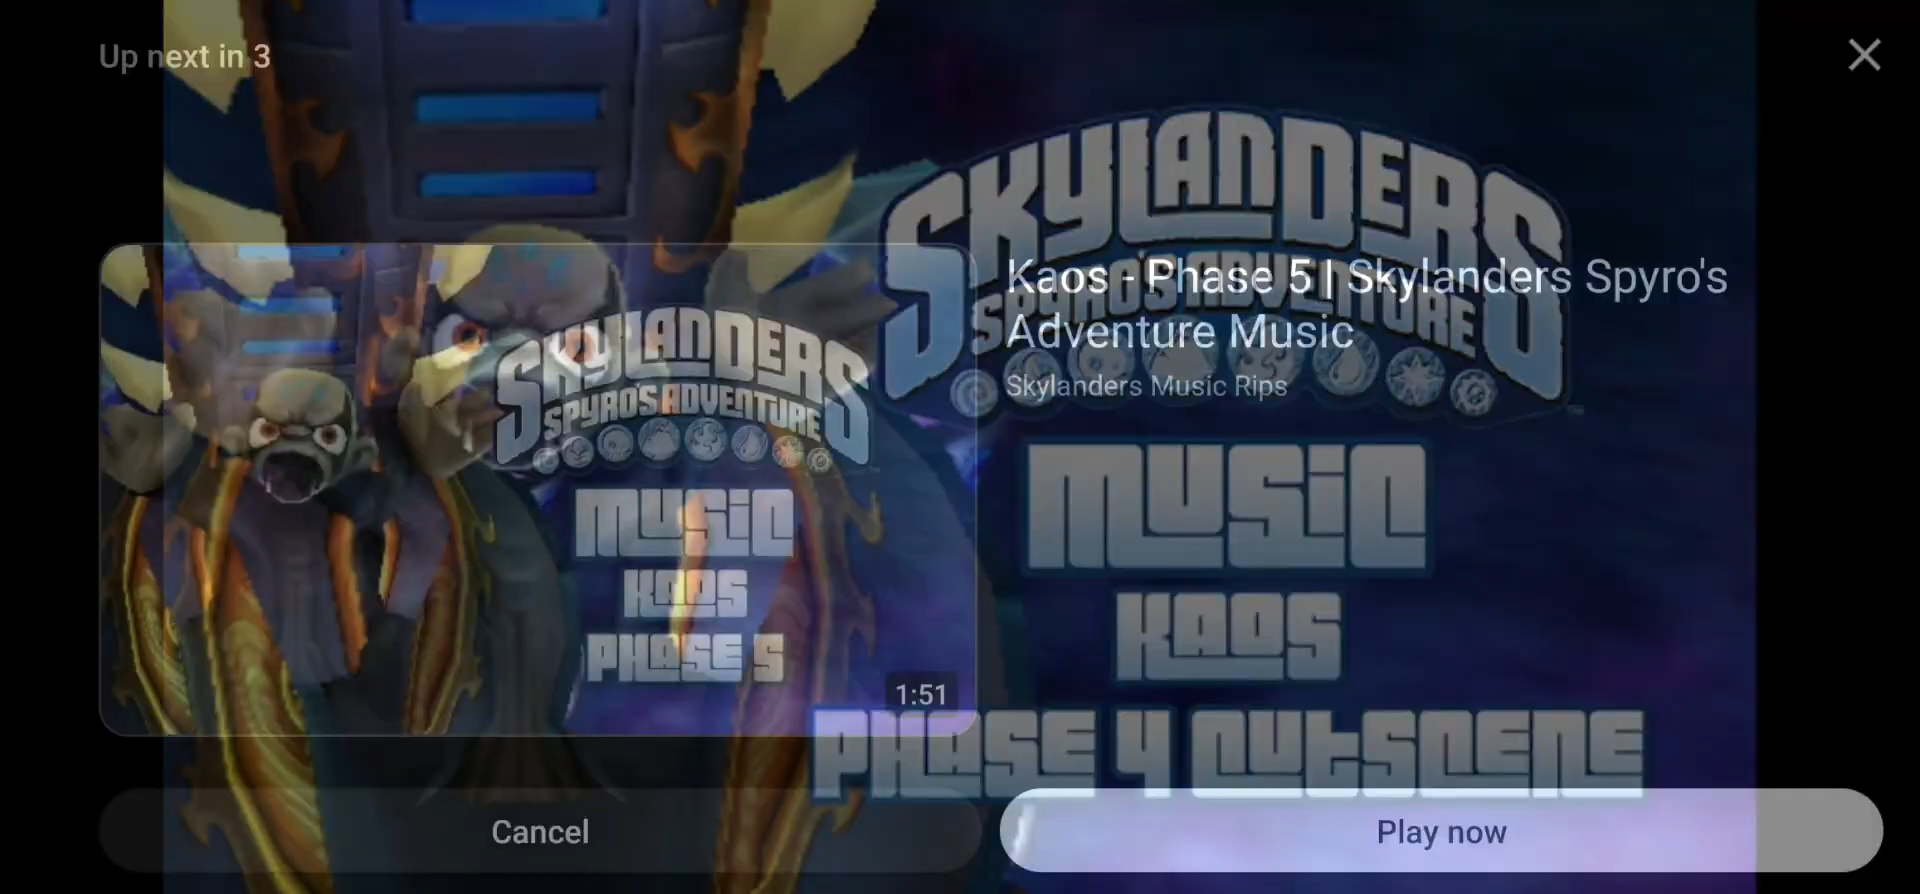 Up next in 3
SKYLANDERS
SPYRO'S ADVENTURE
Kaos - Phase 5 | Skylanders Spyro's
Adventure Music
Skylanders Music Rips
MUSIC
KAOS
PHASE 4 CUTSCENE
SKYLANDERS
SPYRO'S ADVENTURE
MUSIC
KAOS
PHASE 5
1:51
Cancel
Play now